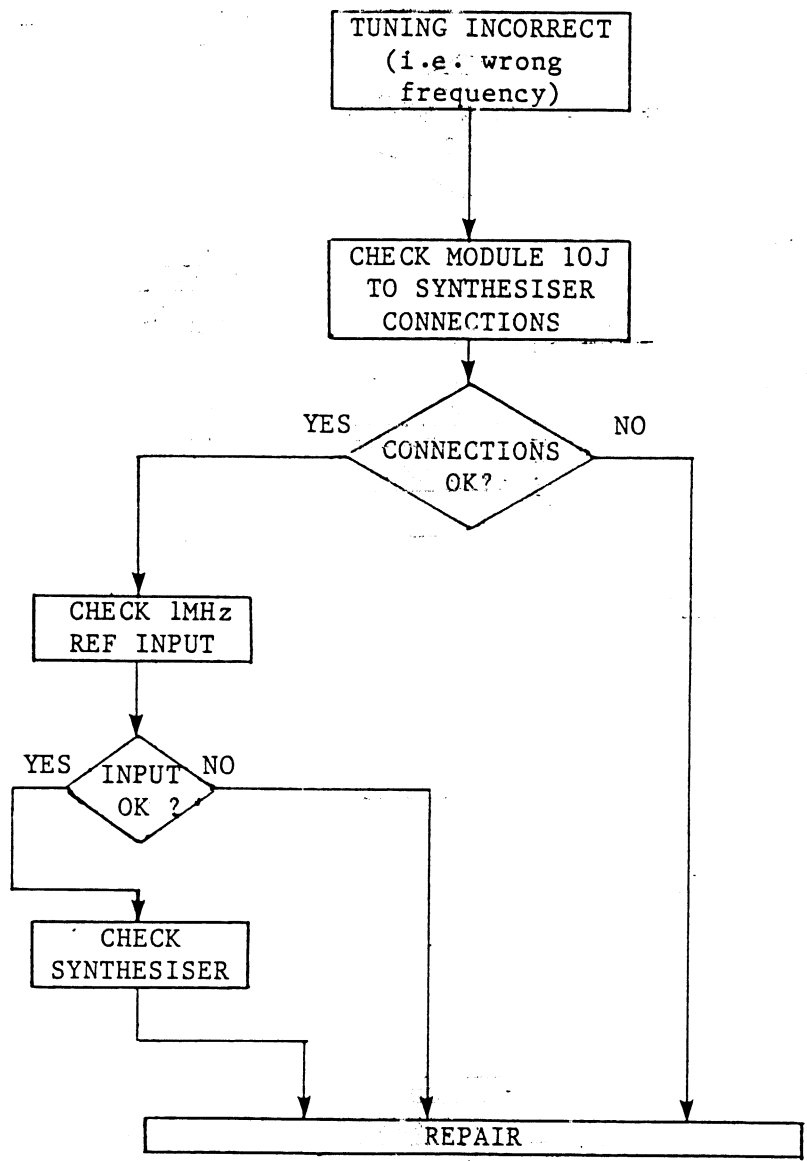 TUNING INCORRECT
(i.e. wrong
frequency)
CHECK MODULE 10J
TO SYNTHESISER
CONNECTIONS
YES
NO
CONNECTIONS
OK?
CHECK 1MHz
REF INPUT
YES
NO
INPUT
OK ?
CHECK
SYNTHESISER
REPAIR